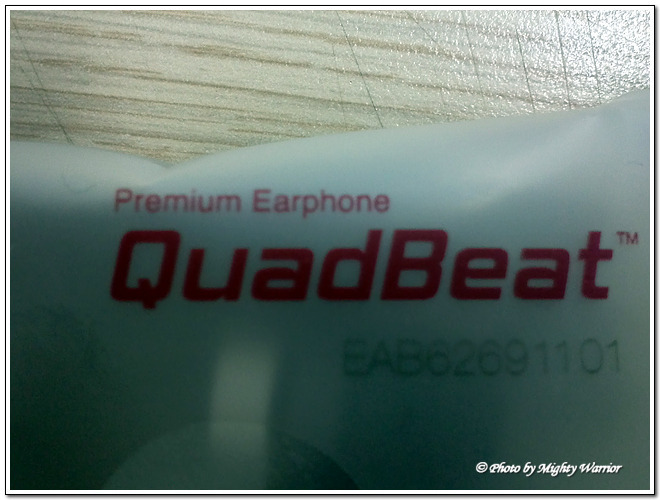 Premium Earphone
QuadBeat™
EAB62691101
© Photo by Mighty Warrior